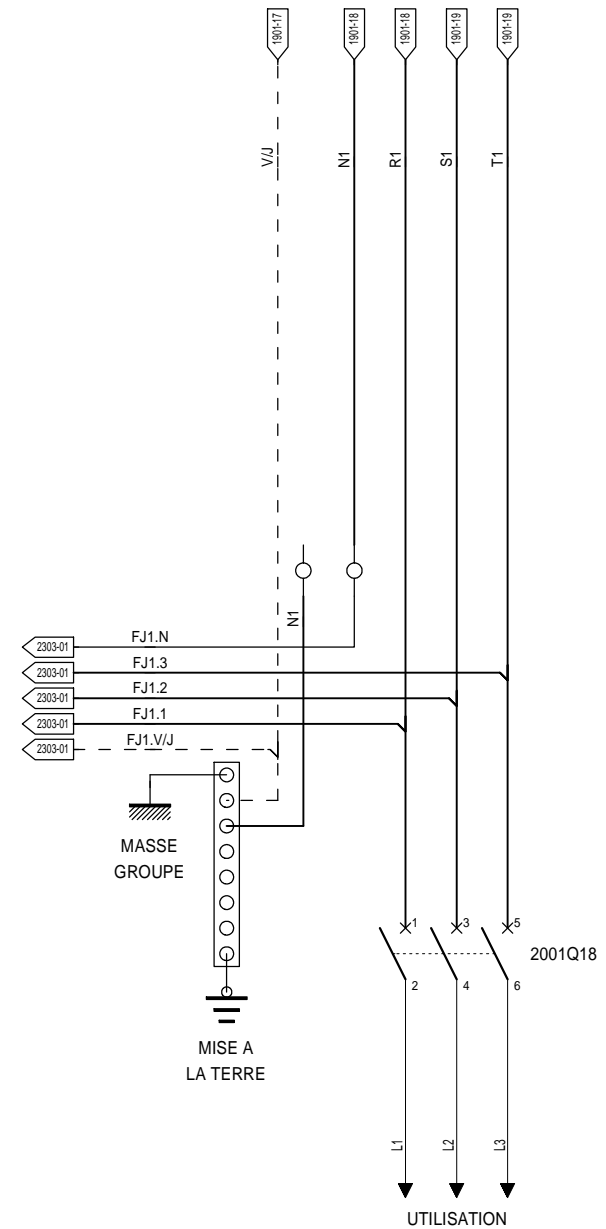 1901-17
1901-18
1901-18
1901-19
1901-19
V/J
N1
R1
S1
T1
N1
2303-01
FJ1.N
2303-01
FJ1.3
2303-01
FJ1.2
2303-01
FJ1.1
2303-01
FJ1.V/J
MASSE
GROUPE
1
3
5
2001Q18
2
4
6
MISE A
LA TERRE
L1
L2
L3
UTILISATION